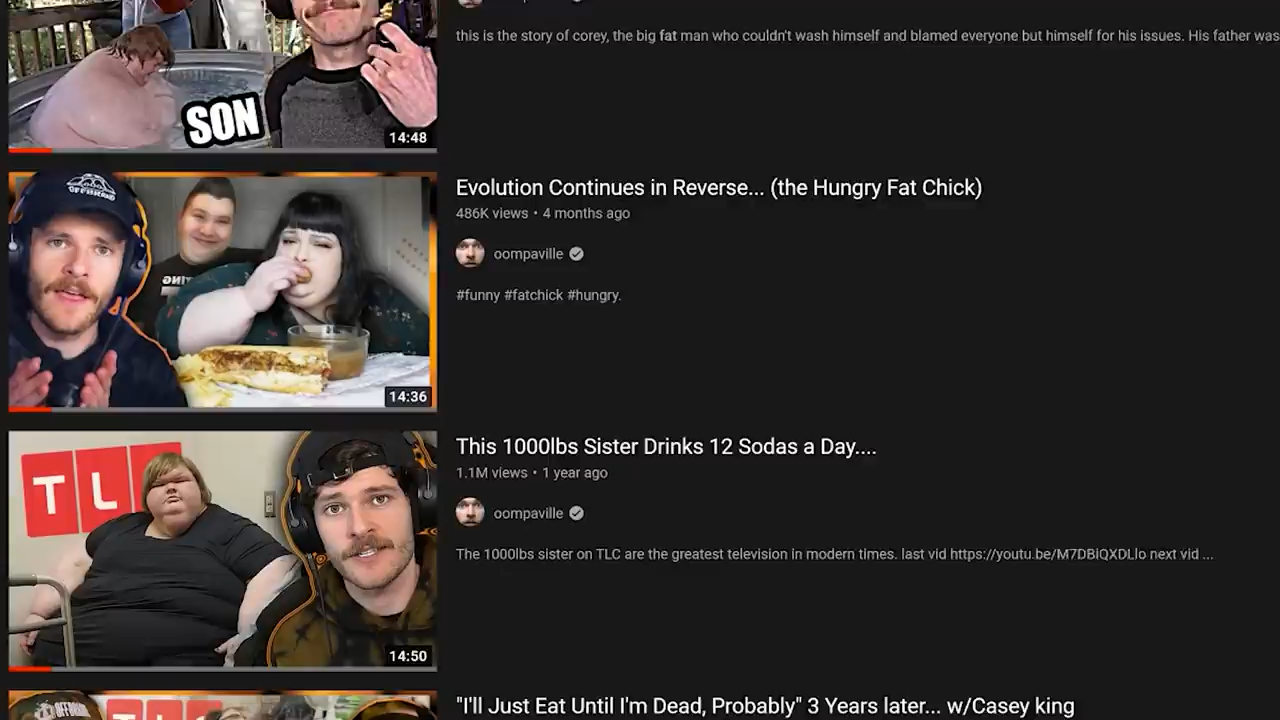 this is the story of corey, the big fat man who couldn't wash himself and blamed everyone but himself for his issues. His father was
SON
14:48
Evolution Continues in Reverse... (the Hungry Fat Chick)
486K views • 4 months ago
oompaville
#funny #fatchick #hungry.
14:36
This 1000lbs Sister Drinks 12 Sodas a Day....
1.1M views • 1 year ago
TL
oompaville
The 1000lbs sister on TLC are the greatest television in modern times. last vid https://youtu.be/M7DBiQXDLlo next vid ...
14:50
"I'll Just Eat Until I'm Dead, Probably" 3 Years later... w/Casey king